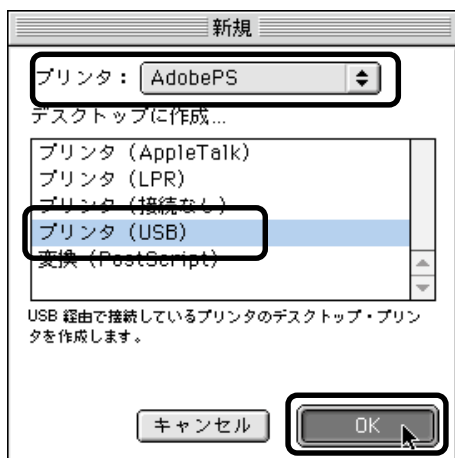 新規
プリンタ： AdobePS
デスクトップに作成...
プリンタ（AppleTalk）
プリンタ（LPR）
プリンタ（接続なし）
プリンタ（USB）
変換（PostScript）
USB 経由で接続しているプリンタのデスクトップ・プリン
タを作成します。
キャンセル OK